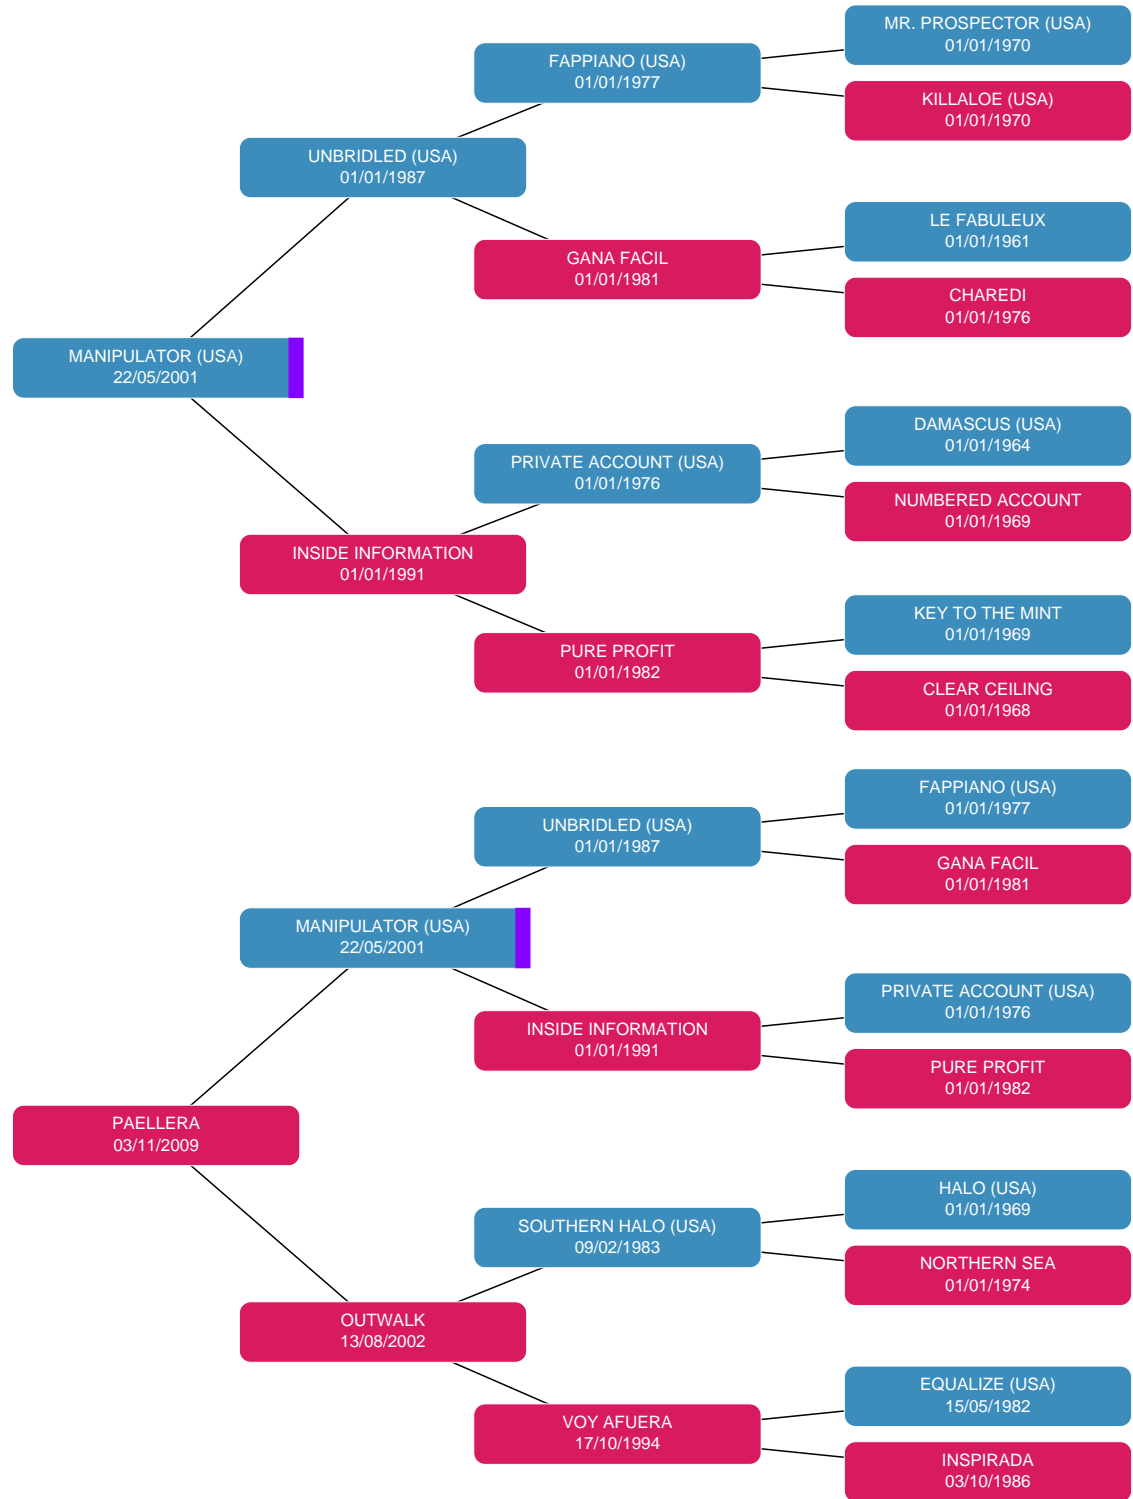 MR. PROSPECTOR (USA)
01/01/1970
FAPPIANO (USA)
01/01/1977
KILLALOE (USA)
01/01/1970
UNBRIDLED (USA)
01/01/1987
LE FABULEUX
01/01/1961
GANA FACIL
01/01/1981
CHAREDI
01/01/1976
MANIPULATOR (USA)
22/05/2001
DAMASCUS (USA)
01/01/1964
PRIVATE ACCOUNT (USA)
01/01/1976
NUMBERED ACCOUNT
01/01/1969
INSIDE INFORMATION
01/01/1991
KEY TO THE MINT
01/01/1969
PURE PROFIT
01/01/1982
CLEAR CEILING
01/01/1968
FAPPIANO (USA)
01/01/1977
UNBRIDLED (USA)
01/01/1987
GANA FACIL
01/01/1981
MANIPULATOR (USA)
22/05/2001
PRIVATE ACCOUNT (USA)
01/01/1976
INSIDE INFORMATION
01/01/1991
PURE PROFIT
01/01/1982
PAELLERA
03/11/2009
HALO (USA)
01/01/1969
SOUTHERN HALO (USA)
09/02/1983
NORTHERN SEA
01/01/1974
OUTWALK
13/08/2002
EQUALIZE (USA)
15/05/1982
VOY AFUERA
17/10/1994
INSPIRADA
03/10/1986